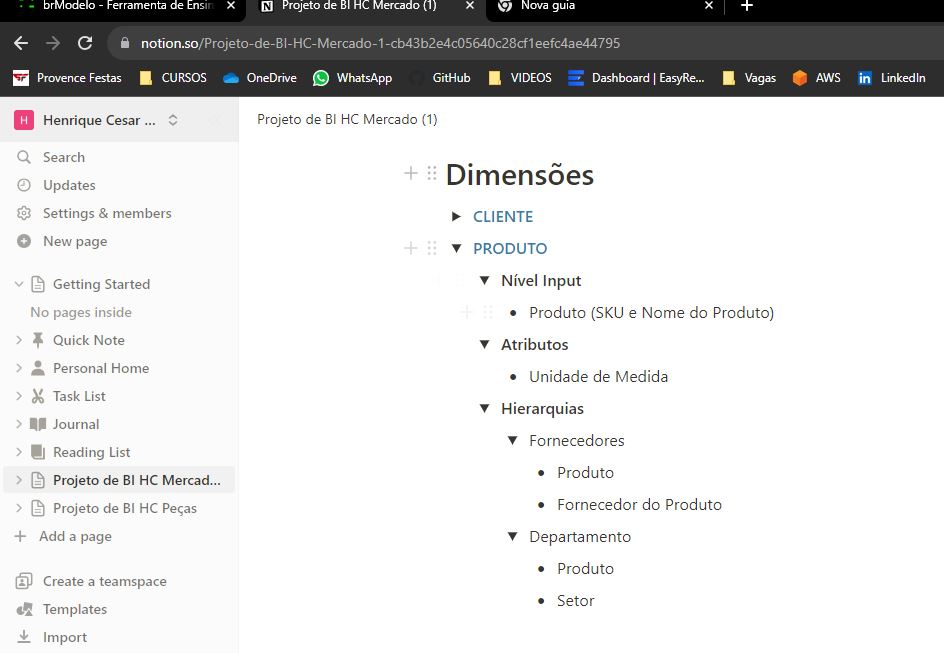 brModelo - Ferramenta de Ensin
Projeto de BI HC Mercado (1)
Nova guia
notion.so/Projeto-de-BI-HC-Mercado-1-cb43b2e4c05640c28cf1eefc4ae44795
Provence Festas CURSOS OneDrive WhatsApp GitHub VIDEOS Dashboard | EasyRe... Vagas AWS LinkedIn
H Henrique Cesar ...
Search
Updates
Settings & members
New page
Getting Started
No pages inside
Quick Note
Personal Home
Task List
Journal
Reading List
Projeto de BI HC Mercad...
Projeto de BI HC Peças
Add a page
Create a teamspace
Templates
Import
Projeto de BI HC Mercado (1)
Dimensões
CLIENTE
PRODUTO
Nível Input
Produto (SKU e Nome do Produto)
Atributos
Unidade de Medida
Hierarquias
Fornecedores
Produto
Fornecedor do Produto
Departamento
Produto
Setor